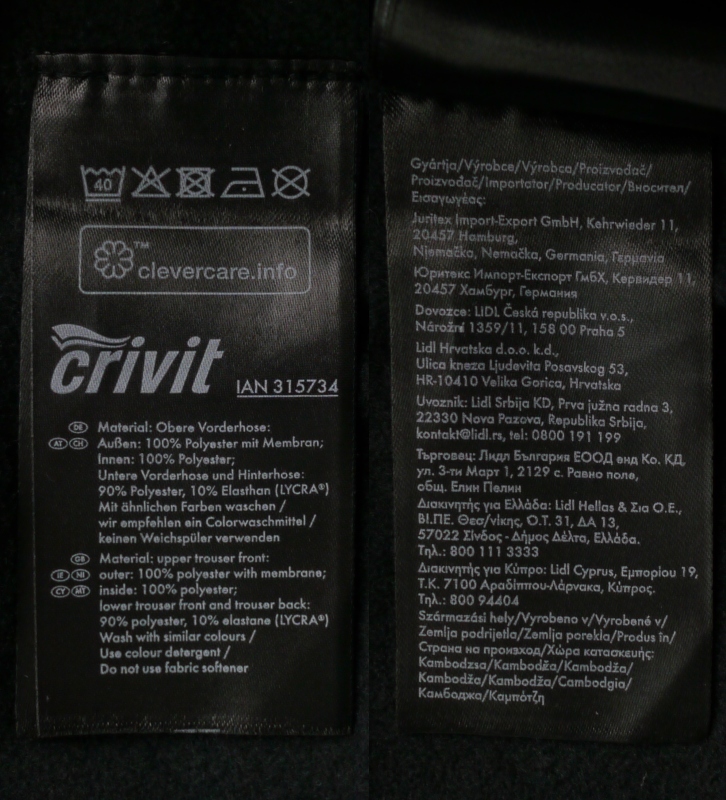 40
clevercare.info
TM
crivit
IAN 315734
DE Material: Obere Vorderhose:
AT CH Außen: 100% Polyester mit Membran;
Innen: 100% Polyester;
Untere Vorderhose und Hinterhose:
90% Polyester, 10% Elasthan (LYCRA®)
Mit ähnlichen Farben waschen /
wir empfehlen ein Colorwaschmittel /
keinen Weichspüler verwenden
GB Material: upper trouser front:
IE NI outer: 100% polyester with membrane;
CY MT inside: 100% polyester;
lower trouser front and trouser back:
90% polyester, 10% elastane (LYCRA®)
Wash with similar colours /
Use colour detergent /
Do not use fabric softener
Gyártja/Výrobce/Výrobca/Proizvođač/
Proizvođač/Importator/Producator/Вносител/
Εισαγωγέας:
Juritex Import-Export GmbH, Kehrwieder 11,
20457 Hamburg,
Njemačka, Nemačka, Germania, Γερμανία
Юритекс Импорт-Експорт ГмбХ, Кервидер 11,
20457 Хамбург, Германия
Dovozce: LIDL Česká republika v.o.s.,
Nárožní 1359/11, 158 00 Praha 5
Lidl Hrvatska d.o.o. k.d.,
Ulica kneza Ljudevita Posavskog 53,
HR-10410 Velika Gorica, Hrvatska
Uvoznik: Lidl Srbija KD, Prva južna radna 3,
22330 Nova Pazova, Republika Srbija,
kontakt@lidl.rs, tel: 0800 191 199
Търговец: Лидл България ЕООД енд Ко. КД,
ул. 3-ти Март 1, 2129 с. Равно поле,
общ. Елин Пелин
Διακινητής για Ελλάδα: Lidl Hellas & Σια Ο.Ε.,
ΒΙ.ΠΕ. Θεσ/νίκης, Ο.Τ. 31, ΔΑ 13,
57022 Σίνδος - Δήμος Δέλτα, Ελλάδα.
Τηλ.: 800 111 3333
Διακινητής για Κύπρο: Lidl Cyprus, Εμπορίου 19,
Τ.Κ. 7100 Αραδίππου-Λάρνακα, Κύπρος.
Τηλ.: 800 94404
Származási hely/Vyrobeno v/Vyrobené v/
Zemlja podrijetla/Zemlja porekla/Produs în/
Страна на произход/Χώρα κατασκευής:
Kambodzsa/Kambodža/Kambodža/
Kambodža/Kambodža/Cambodgia/
Камбоджа/Καμπότζη